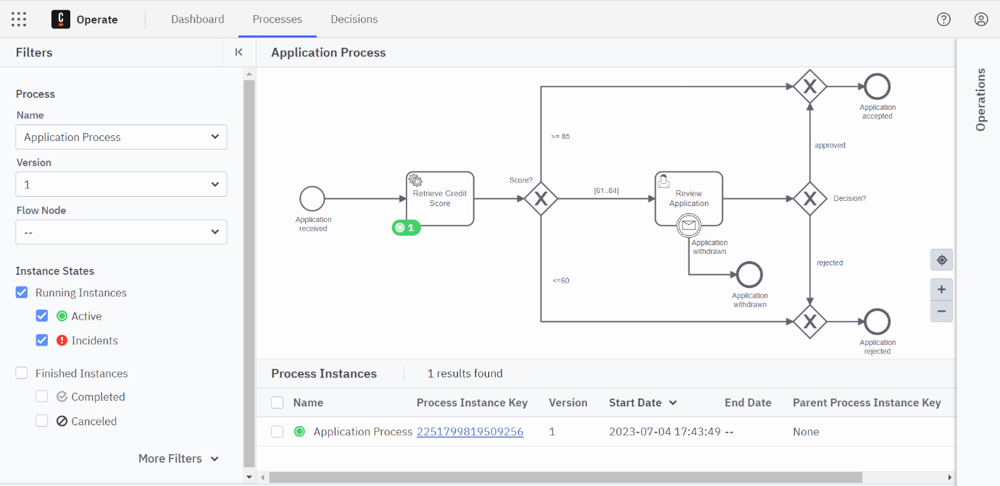 Operate
Dashboard
Processes
Decisions
Filters
Application Process
Operations
Process
Name
Application Process
Version
1
Flow Node
--
Instance States
Running Instances
Active
Incidents
Finished Instances
Completed
Canceled
More Filters
Application
received
Retrieve Credit
Score
1
Score?
>= 85
[61..84]
<=60
Review
Application
Application
withdrawn
Application
withdrawn
approved
Decision?
rejected
Application
accepted
Application
rejected
Process Instances
1 results found
Name Process Instance Key Version Start Date End Date Parent Process Instance Key
Application Process 2251799819509256 1 2023-07-04 17:43:49 -- None